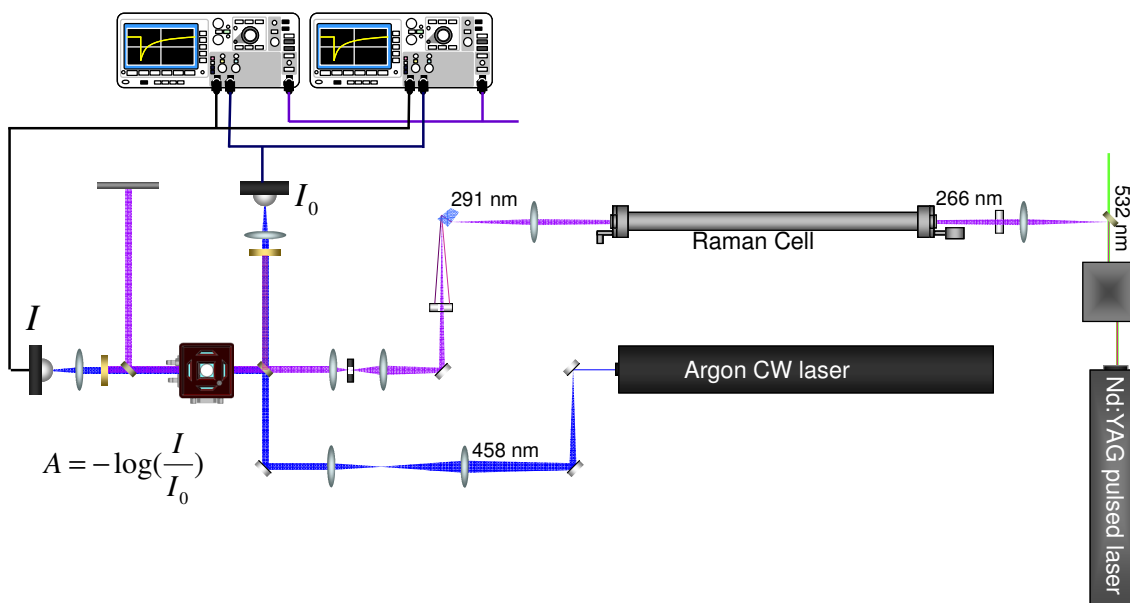 I₀
291 nm
266 nm
532 nm
Raman Cell
I
Argon CW laser
458 nm
A = −log(I/I₀)
Nd:YAG pulsed laser